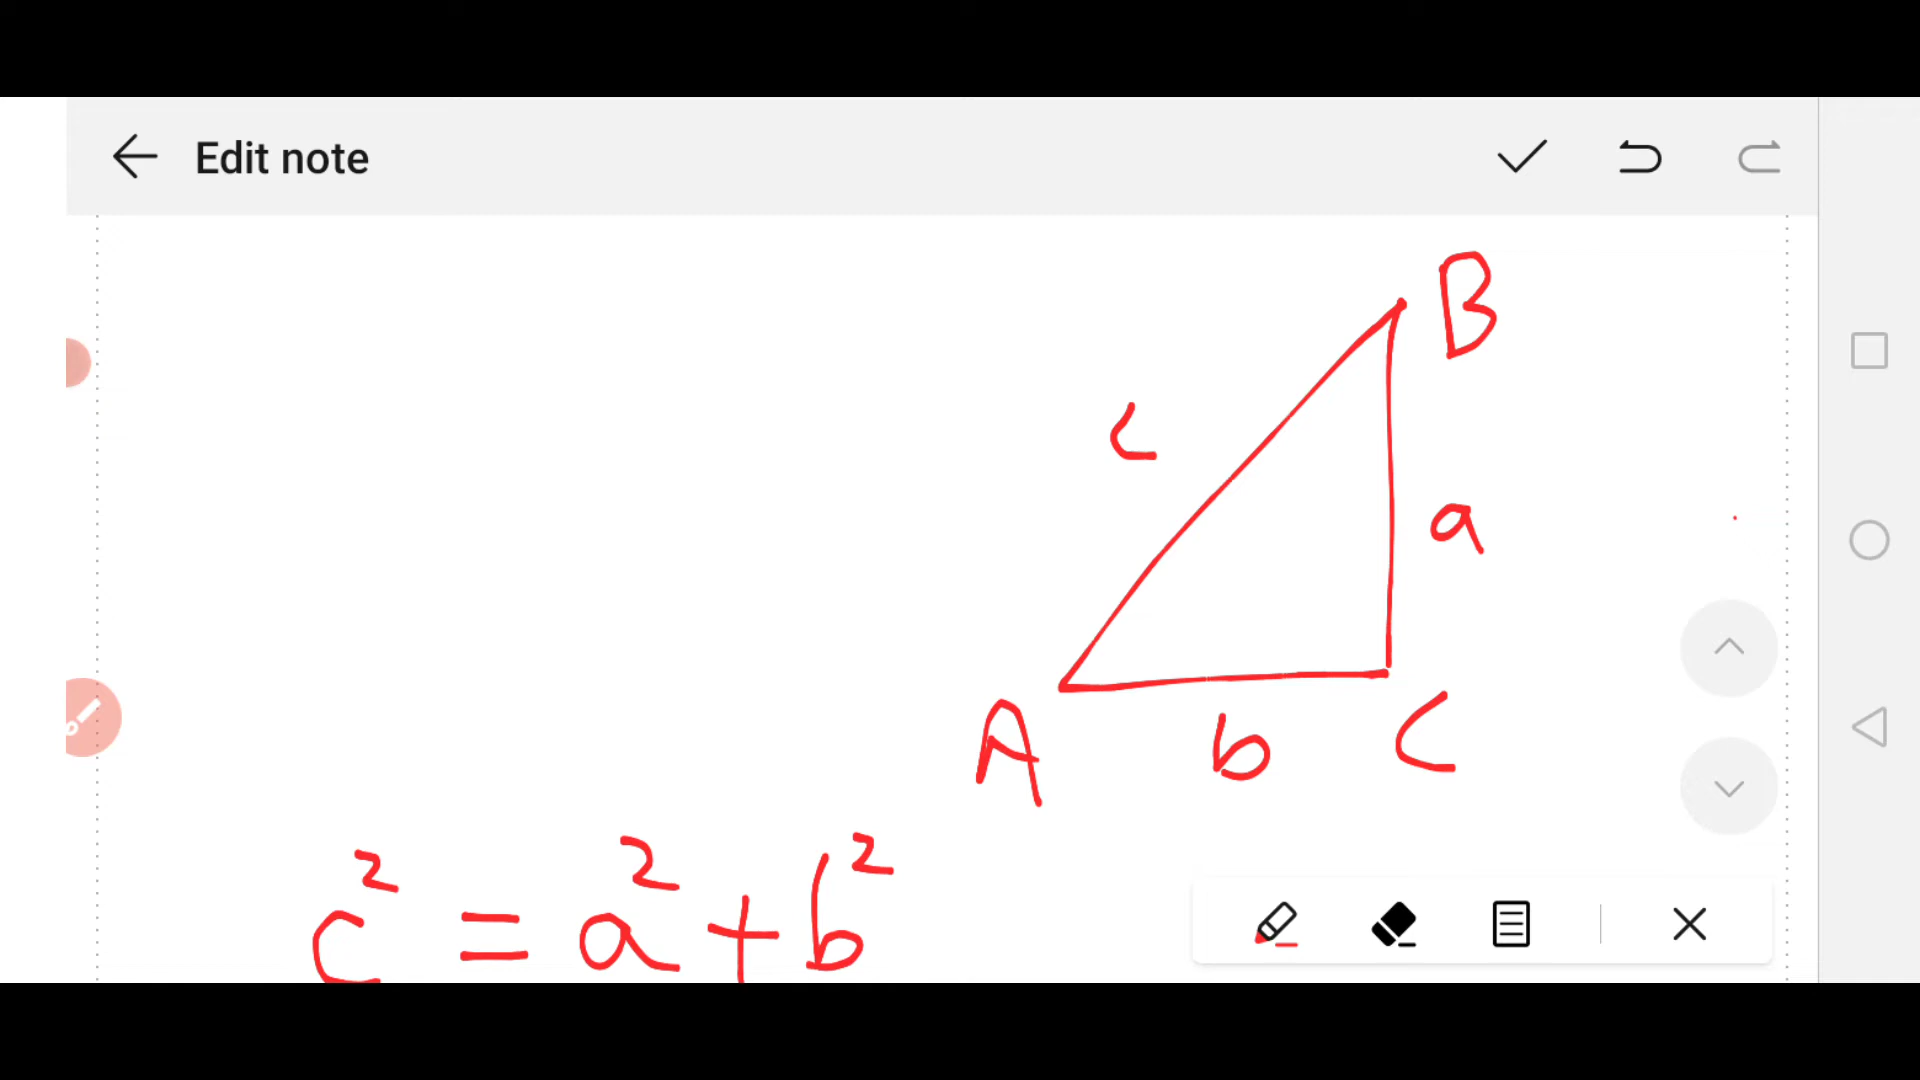 Edit note
B
c
a
A
b
C
c² = a² + b²